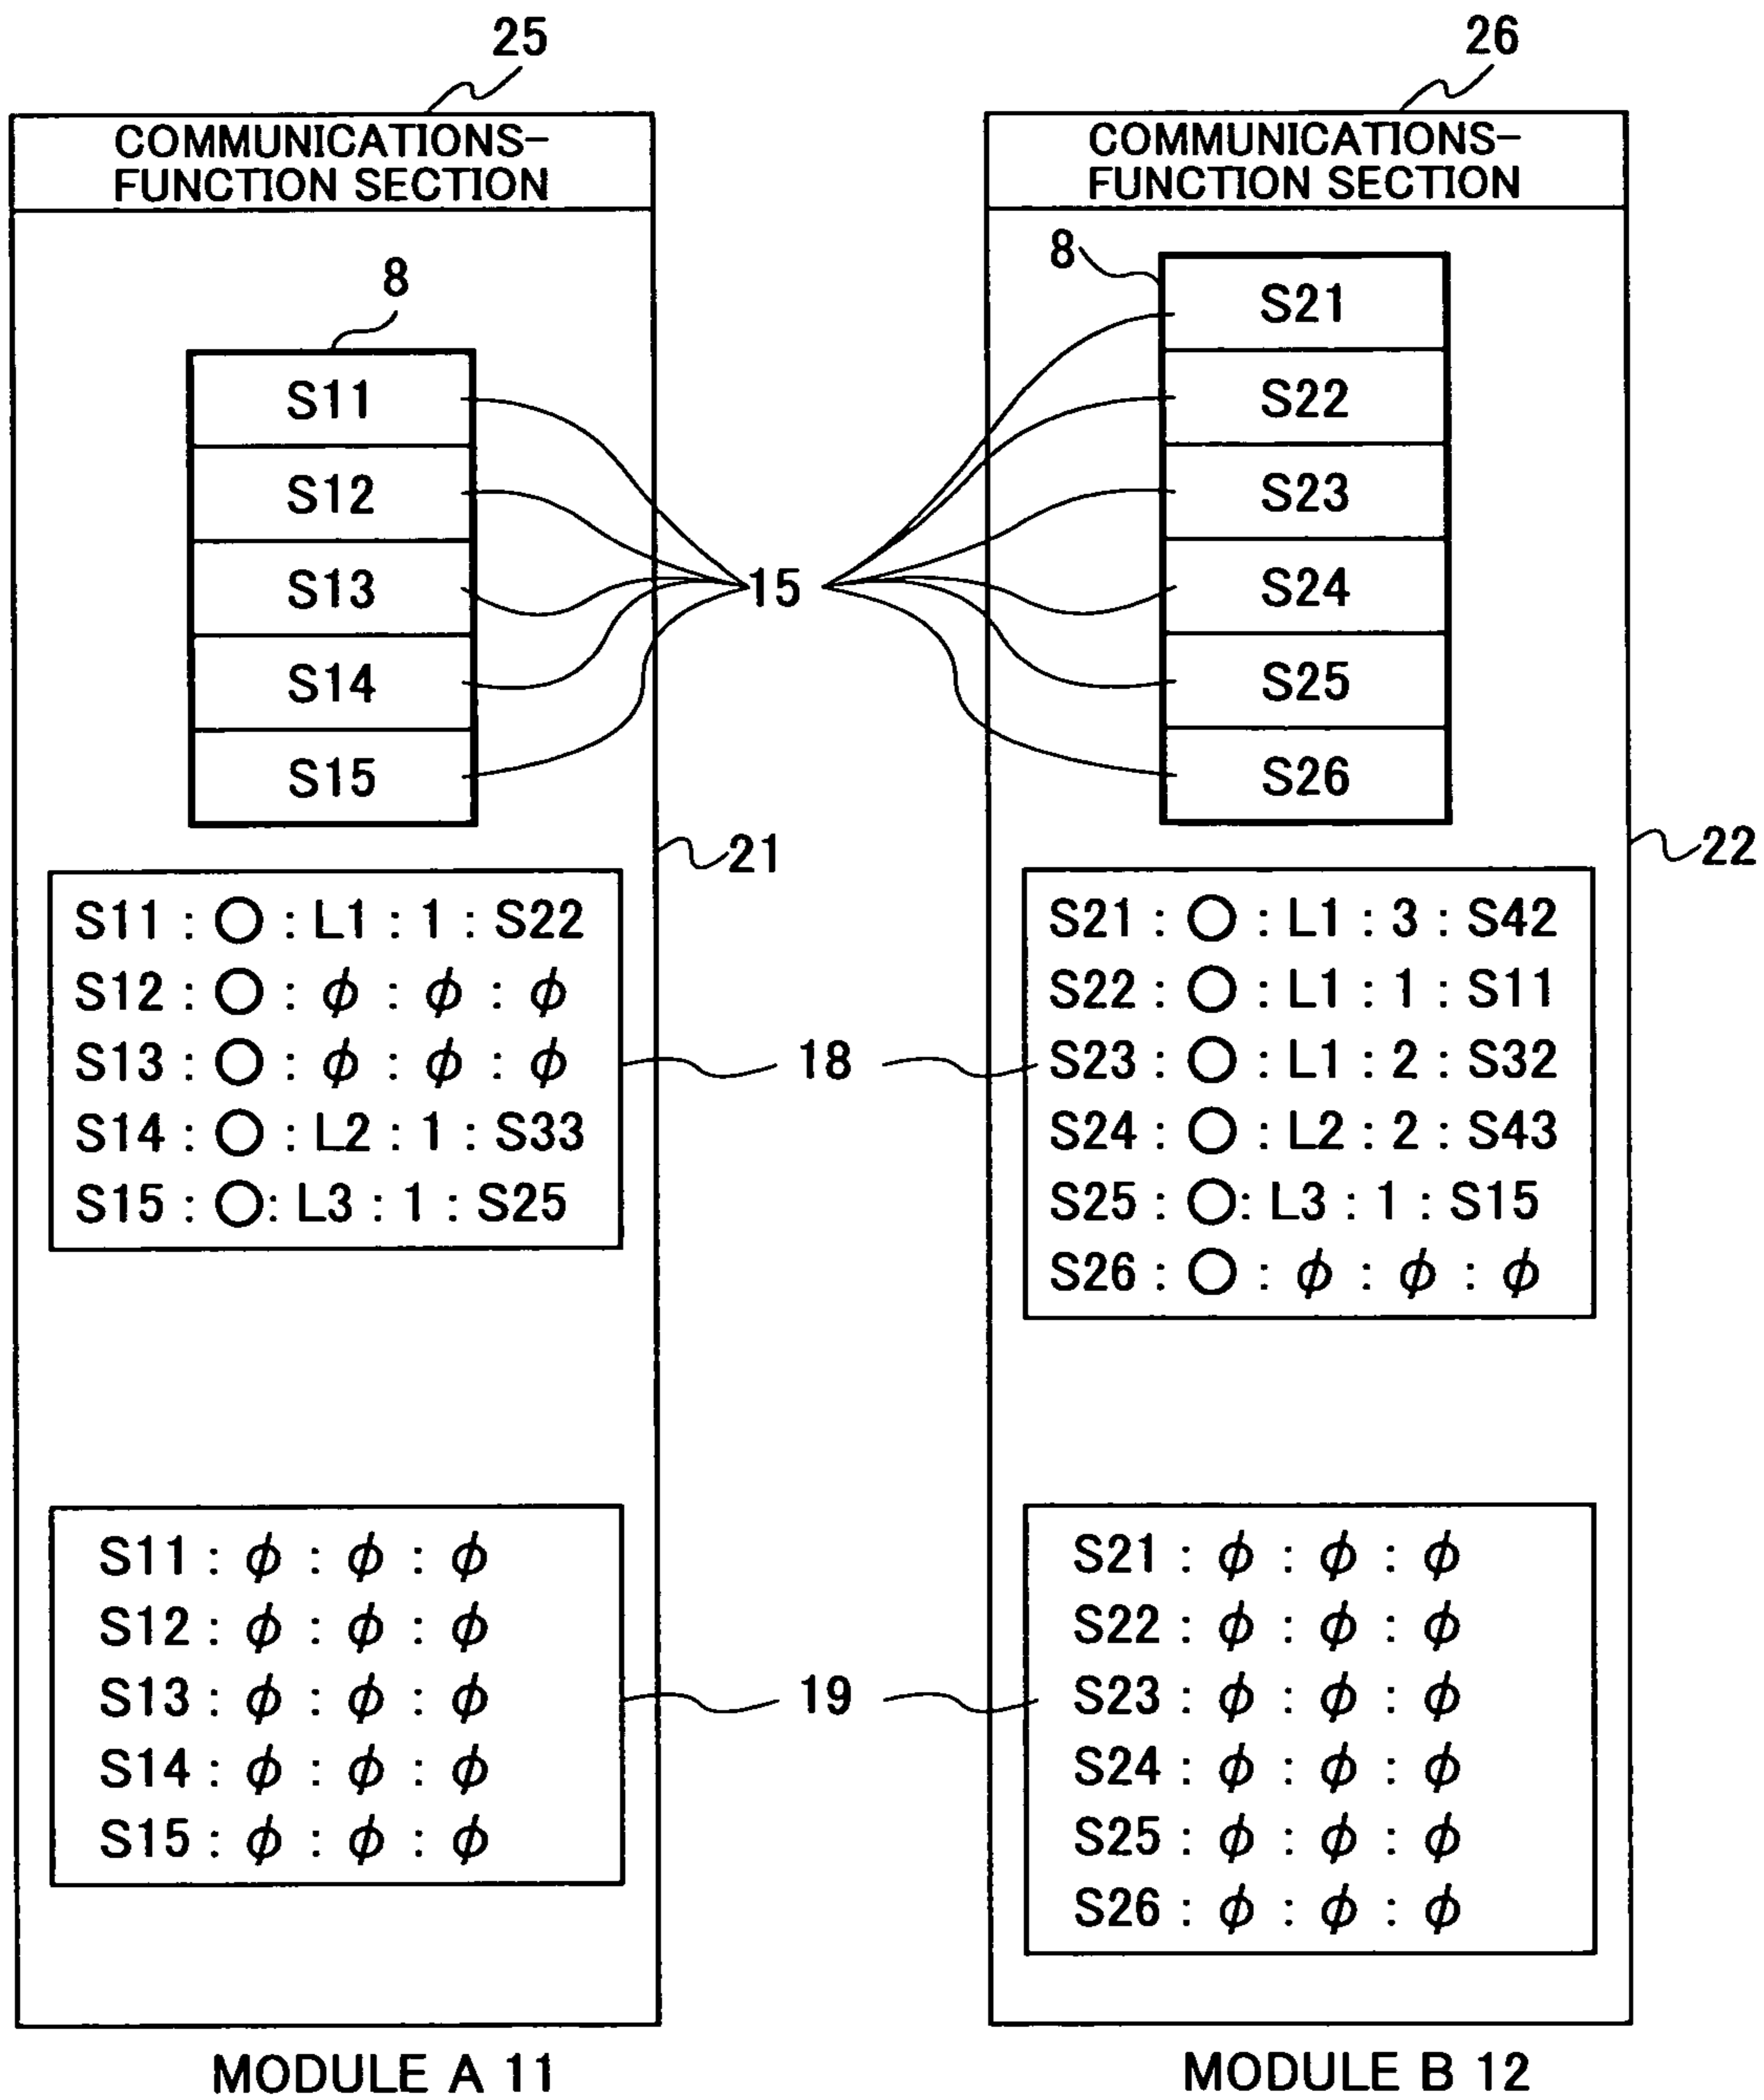 25
COMMUNICATIONS-
FUNCTION SECTION
8
S11
S12
S13
S14
S15
21
S11 : ○ : L1 : 1 : S22
S12 : ○ : ϕ : ϕ : ϕ
S13 : ○ : ϕ : ϕ : ϕ
S14 : ○ : L2 : 1 : S33
S15 : ○ : L3 : 1 : S25
S11 : ϕ : ϕ : ϕ
S12 : ϕ : ϕ : ϕ
S13 : ϕ : ϕ : ϕ
S14 : ϕ : ϕ : ϕ
S15 : ϕ : ϕ : ϕ
MODULE A 11
15
18
19
26
COMMUNICATIONS-
FUNCTION SECTION
8
S21
S22
S23
S24
S25
S26
22
S21 : ○ : L1 : 3 : S42
S22 : ○ : L1 : 1 : S11
S23 : ○ : L1 : 2 : S32
S24 : ○ : L2 : 2 : S43
S25 : ○ : L3 : 1 : S15
S26 : ○ : ϕ : ϕ : ϕ
S21 : ϕ : ϕ : ϕ
S22 : ϕ : ϕ : ϕ
S23 : ϕ : ϕ : ϕ
S24 : ϕ : ϕ : ϕ
S25 : ϕ : ϕ : ϕ
S26 : ϕ : ϕ : ϕ
MODULE B 12